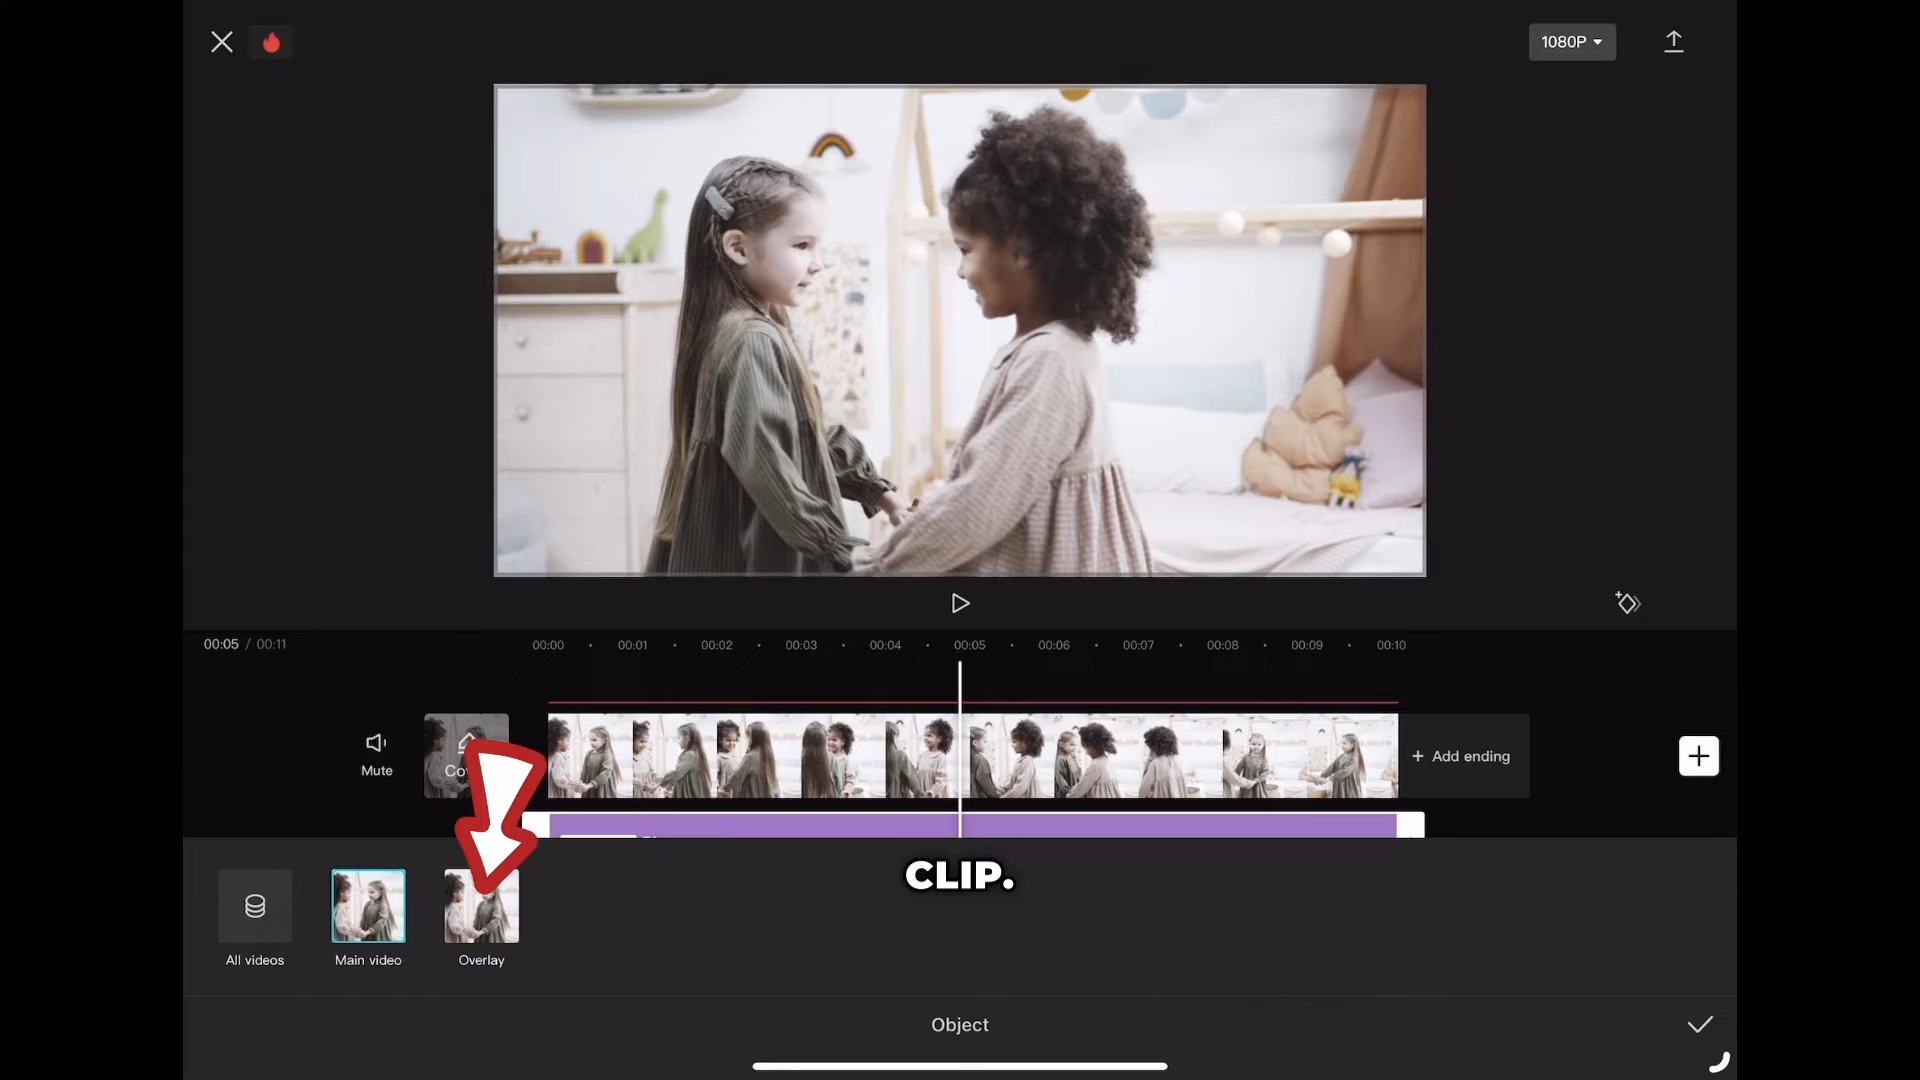 1080P
00:05 / 00:11
00:00 00:01 00:02 00:03 00:04 00:05 00:06 00:07 00:08 00:09 00:10
Mute
+ Add ending
CLIP.
All videos
Main video
Overlay
Object